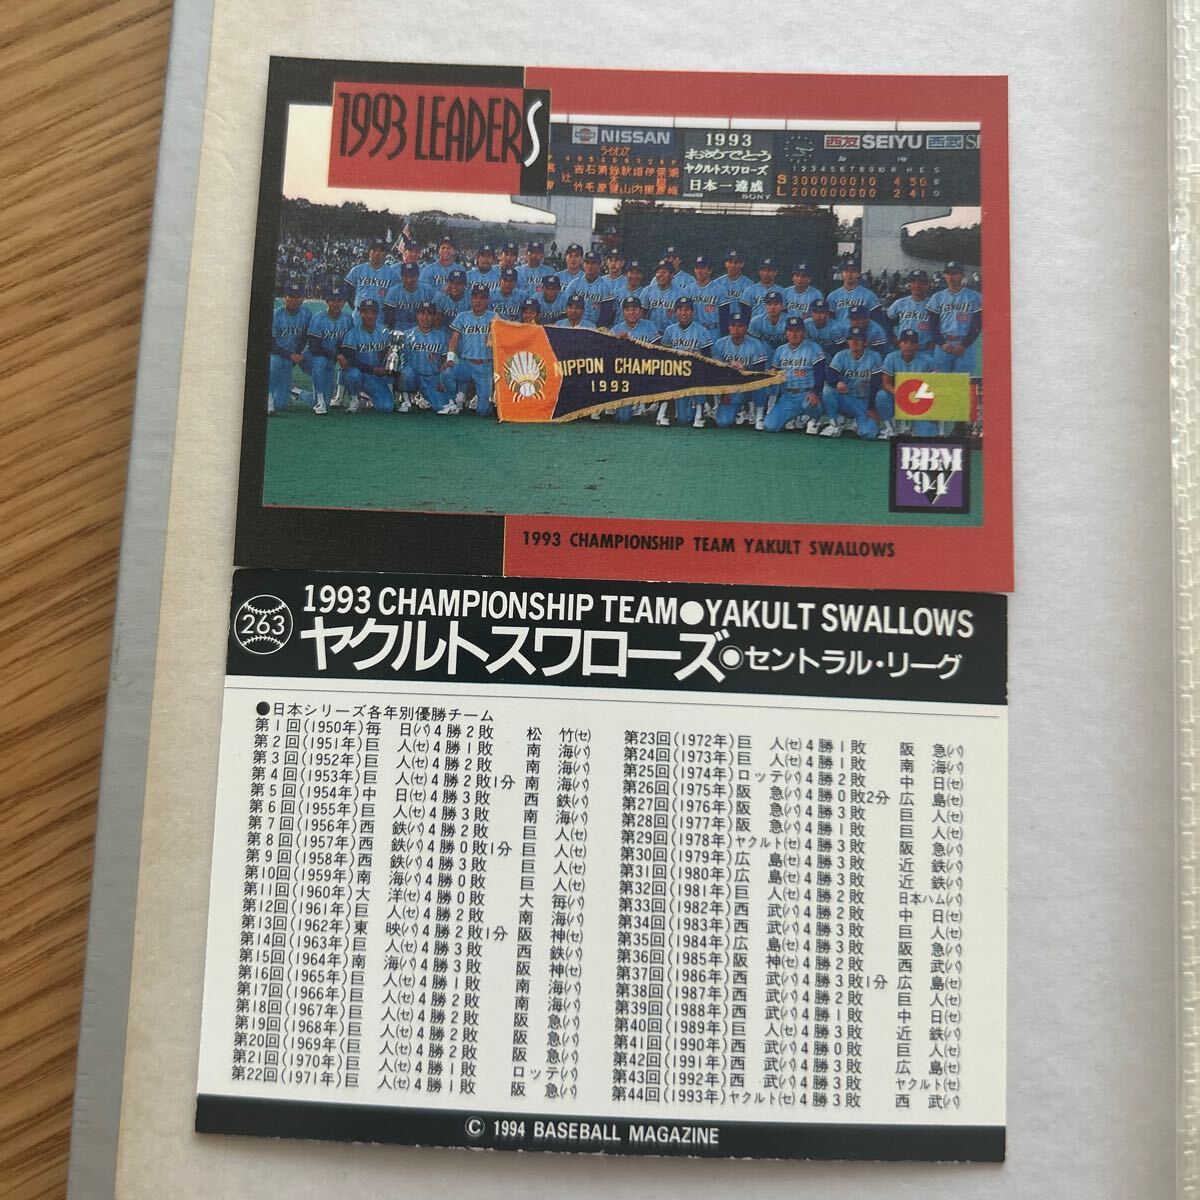 1993 LEADERS
NISSAN
1993
西友 SEIYU 西武
ライオンズ
おめでとう
ヤクルトスワローズ
日本一達成
SONY
1 2 3 4 5 6 7 8 9 10 R H E
S 300000010 4 50
L 200000000 2 41
NIPPON CHAMPIONS
1993
BBM
'94
1993 CHAMPIONSHIP TEAM YAKULT SWALLOWS
263
1993 CHAMPIONSHIP TEAM●YAKULT SWALLOWS
ヤクルトスワローズ◉セントラル・リーグ
●日本シリーズ各年別優勝チーム
第1回(1950年)毎 日(パ)4勝2敗 松 竹(セ)
第2回(1951年)巨 人(セ)4勝1敗 南 海(パ)
第3回(1952年)巨 人(セ)4勝2敗 南 海(パ)
第4回(1953年)巨 人(セ)4勝2敗1分 南 海(パ)
第5回(1954年)中 日(セ)4勝3敗 西 鉄(パ)
第6回(1955年)巨 人(セ)4勝3敗 南 海(パ)
第7回(1956年)西 鉄(パ)4勝2敗 巨 人(セ)
第8回(1957年)西 鉄(パ)4勝0敗1分 巨 人(セ)
第9回(1958年)西 鉄(パ)4勝3敗 巨 人(セ)
第10回(1959年)南 海(パ)4勝0敗 巨 人(セ)
第11回(1960年)大 洋(セ)4勝0敗 大 毎(パ)
第12回(1961年)巨 人(セ)4勝2敗 南 海(パ)
第13回(1962年)東 映(パ)4勝2敗1分 阪 神(セ)
第14回(1963年)巨 人(セ)4勝3敗 西 鉄(パ)
第15回(1964年)南 海(パ)4勝3敗 阪 神(セ)
第16回(1965年)巨 人(セ)4勝1敗 南 海(パ)
第17回(1966年)巨 人(セ)4勝2敗 南 海(パ)
第18回(1967年)巨 人(セ)4勝2敗 阪 急(パ)
第19回(1968年)巨 人(セ)4勝2敗 阪 急(パ)
第20回(1969年)巨 人(セ)4勝2敗 阪 急(パ)
第21回(1970年)巨 人(セ)4勝1敗 ロッテ(パ)
第22回(1971年)巨 人(セ)4勝1敗 阪 急(パ)
第23回(1972年)巨 人(セ)4勝1敗 阪 急(パ)
第24回(1973年)巨 人(セ)4勝1敗 南 海(パ)
第25回(1974年)ロッテ(パ)4勝2敗 中 日(セ)
第26回(1975年)阪 急(パ)4勝0敗2分 広 島(セ)
第27回(1976年)阪 急(パ)4勝3敗 巨 人(セ)
第28回(1977年)阪 急(パ)4勝1敗 巨 人(セ)
第29回(1978年)ヤクルト(セ)4勝3敗 阪 急(パ)
第30回(1979年)広 島(セ)4勝3敗 近 鉄(パ)
第31回(1980年)広 島(セ)4勝3敗 近 鉄(パ)
第32回(1981年)巨 人(セ)4勝2敗 日本ハム(パ)
第33回(1982年)西 武(パ)4勝2敗 中 日(セ)
第34回(1983年)西 武(パ)4勝3敗 巨 人(セ)
第35回(1984年)広 島(セ)4勝3敗 阪 急(パ)
第36回(1985年)阪 神(セ)4勝2敗 西 武(パ)
第37回(1986年)西 武(パ)4勝3敗1分 広 島(セ)
第38回(1987年)西 武(パ)4勝2敗 巨 人(セ)
第39回(1988年)西 武(パ)4勝1敗 中 日(セ)
第40回(1989年)巨 人(セ)4勝3敗 近 鉄(パ)
第41回(1990年)西 武(パ)4勝0敗 巨 人(セ)
第42回(1991年)西 武(パ)4勝3敗 広 島(セ)
第43回(1992年)西 武(パ)4勝3敗 ヤクルト(セ)
第44回(1993年)ヤクルト(セ)4勝3敗 西 武(パ)
© 1994 BASEBALL MAGAZINE